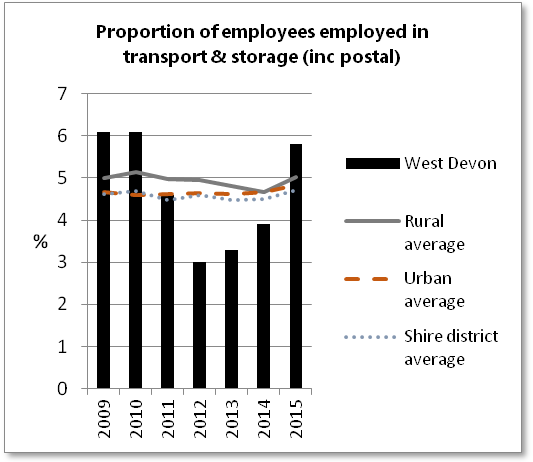 Proportion of employees employed in
transport & storage (inc postal)
7
6
5
4
3
2
1
0
%
2009
2010
2011
2012
2013
2014
2015
West Devon
Rural
average
Urban
average
Shire district
average